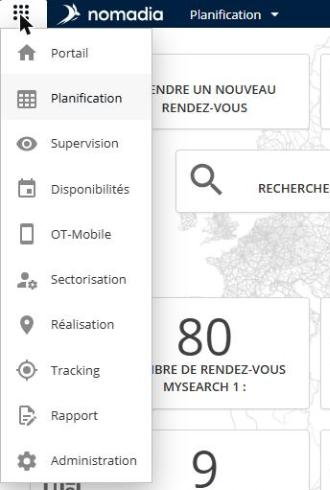 nomadia Planification
Portail
Planification
Supervision
Disponibilités
OT-Mobile
Sectorisation
Réalisation
Tracking
Rapport
Administration
ENDRE UN NOUVEAU
RENDEZ-VOUS
RECHERCHE
80
BRE DE RENDEZ-VOUS
MYSEARCH 1 :
9